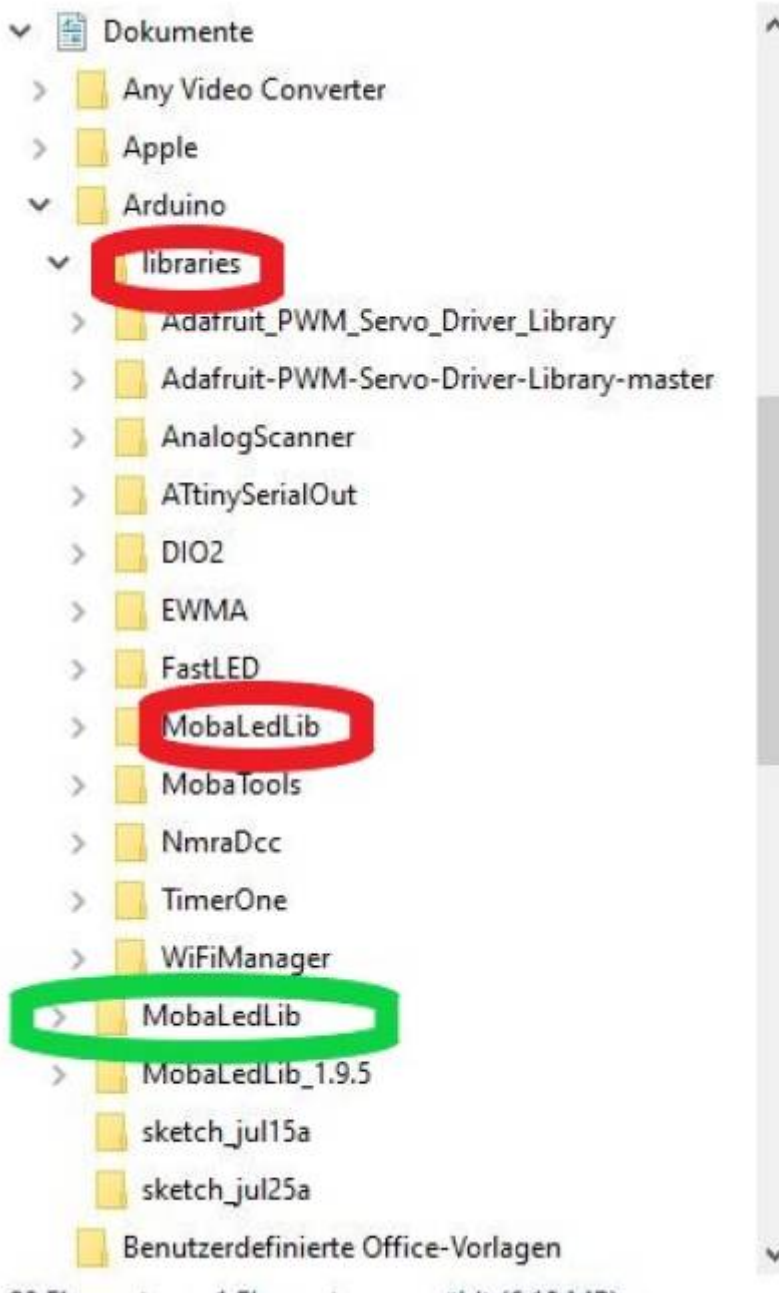 Dokumente
Any Video Converter
Apple
Arduino
libraries
Adafruit_PWM_Servo_Driver_Library
Adafruit-PWM-Servo-Driver-Library-master
AnalogScanner
ATtinySerialOut
DIO2
EWMA
FastLED
MobaLedLib
MobaTools
NmraDcc
TimerOne
WiFiManager
MobaLedLib
MobaLedLib_1.9.5
sketch_jul15a
sketch_jul25a
Benutzerdefinierte Office-Vorlagen